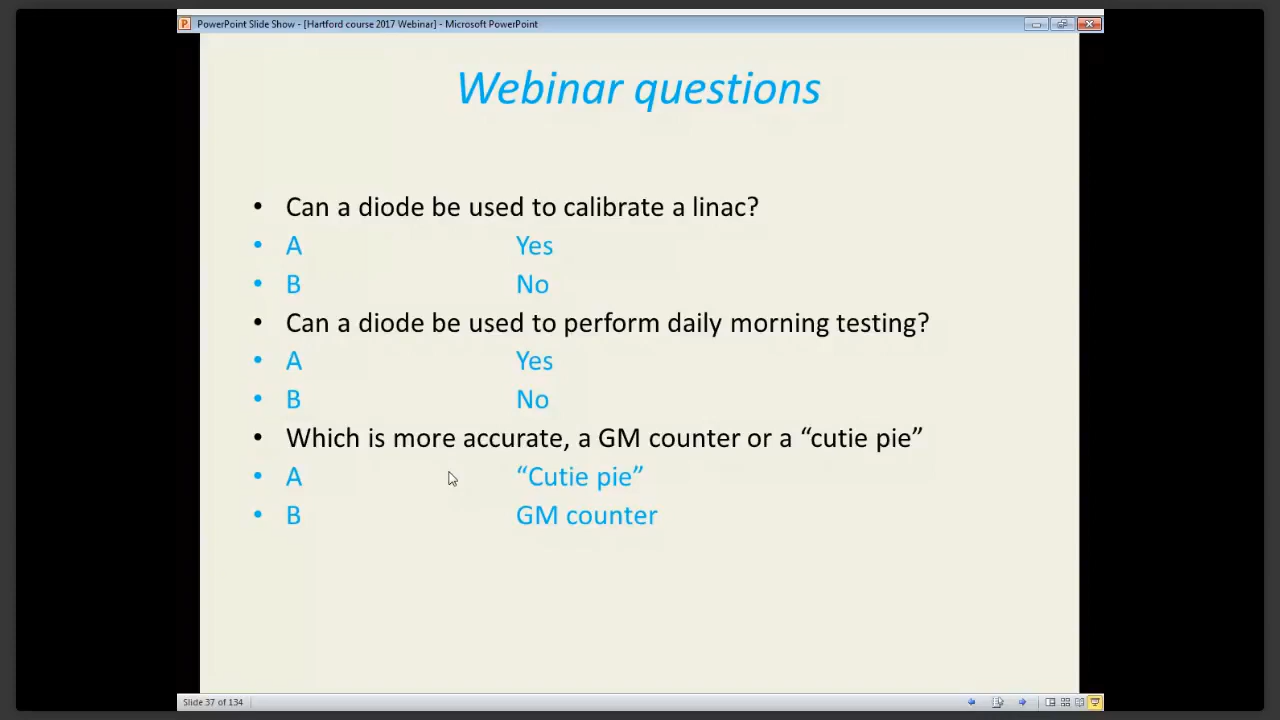 PowerPoint Slide Show - [Hartford course 2017 Webinar] - Microsoft PowerPoint
Webinar questions
• Can a diode be used to calibrate a linac?
• A Yes
• B No
• Can a diode be used to perform daily morning testing?
• A Yes
• B No
• Which is more accurate, a GM counter or a “cutie pie”
• A “Cutie pie”
• B GM counter
Slide 37 of 134